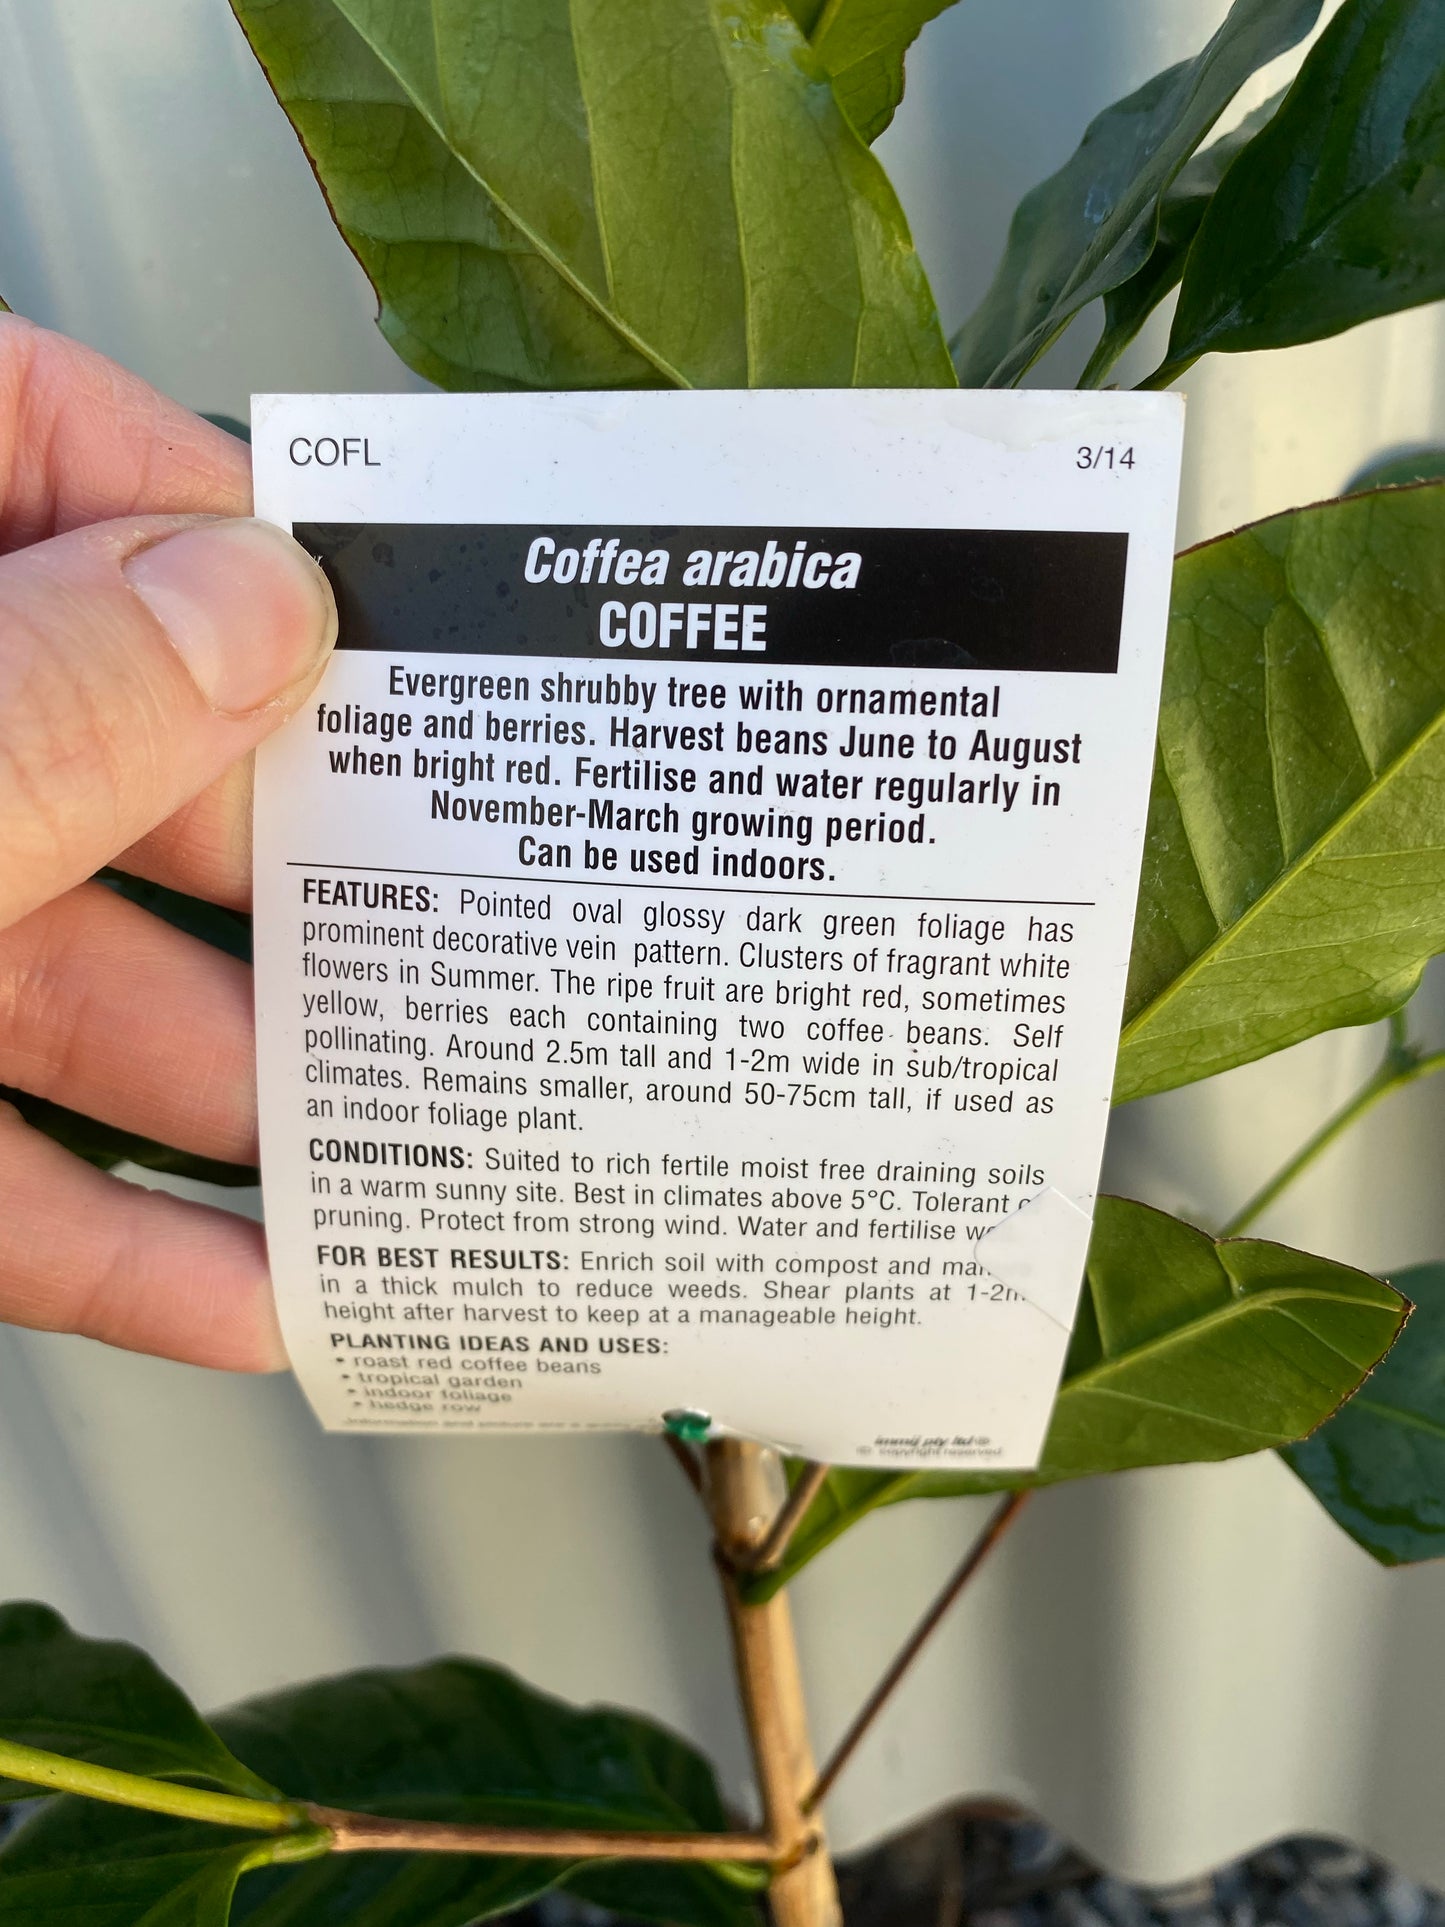 COFL 3/14
Coffea arabica
COFFEE
Evergreen shrubby tree with ornamental
foliage and berries. Harvest beans June to August
when bright red. Fertilise and water regularly in
November-March growing period.
Can be used indoors.
FEATURES: Pointed oval glossy dark green foliage has
prominent decorative vein pattern. Clusters of fragrant white
flowers in Summer. The ripe fruit are bright red, sometimes
yellow, berries each containing two coffee beans. Self
pollinating. Around 2.5m tall and 1-2m wide in sub/tropical
climates. Remains smaller, around 50-75cm tall, if used as
an indoor foliage plant.
CONDITIONS: Suited to rich fertile moist free draining soils
in a warm sunny site. Best in climates above 5°C. Tolerant
pruning. Protect from strong wind. Water and fertilise
FOR BEST RESULTS: Enrich soil with compost and
in a thick mulch to reduce weeds. Shear plants at
height after harvest to keep at a manageable height.
PLANTING IDEAS AND USES:
• roast red coffee beans
• tropical garden
• indoor foliage
• hedge row
Information and picture are a
pty ltd ©
© copyright reserved